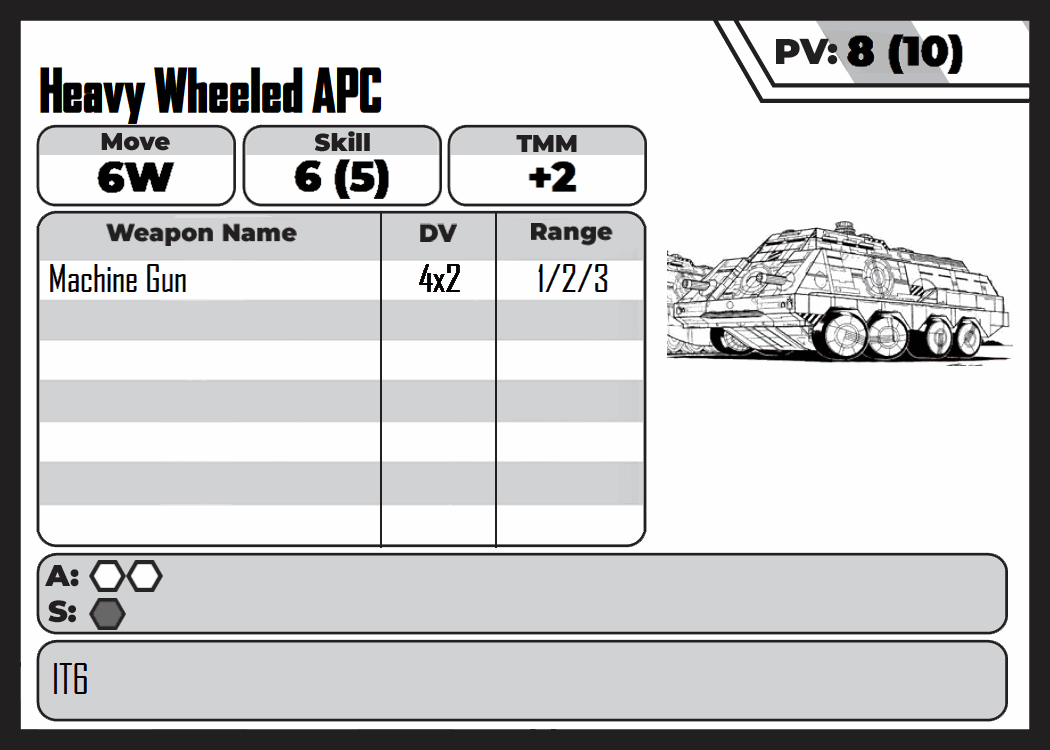 PV: 8 (10)
Heavy Wheeled APC
Move Skill TMM
6W 6 (5) +2
Weapon Name DV Range
Machine Gun 4x2 1/2/3
A:
S:
IT6